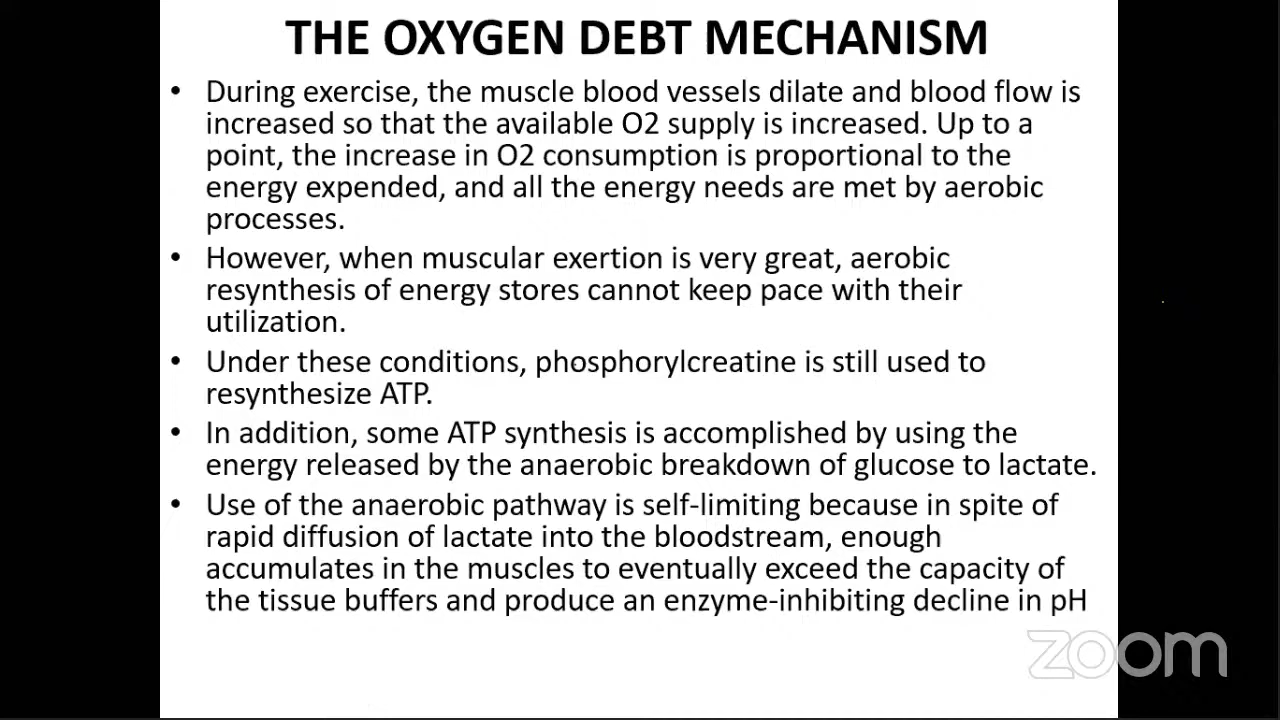 THE OXYGEN DEBT MECHANISM
• During exercise, the muscle blood vessels dilate and blood flow is
increased so that the available O2 supply is increased. Up to a
point, the increase in O2 consumption is proportional to the
energy expended, and all the energy needs are met by aerobic
processes.
• However, when muscular exertion is very great, aerobic
resynthesis of energy stores cannot keep pace with their
utilization.
• Under these conditions, phosphorylcreatine is still used to
resynthesize ATP.
• In addition, some ATP synthesis is accomplished by using the
energy released by the anaerobic breakdown of glucose to lactate.
• Use of the anaerobic pathway is self-limiting because in spite of
rapid diffusion of lactate into the bloodstream, enough
accumulates in the muscles to eventually exceed the capacity of
the tissue buffers and produce an enzyme-inhibiting decline in pH
zoom